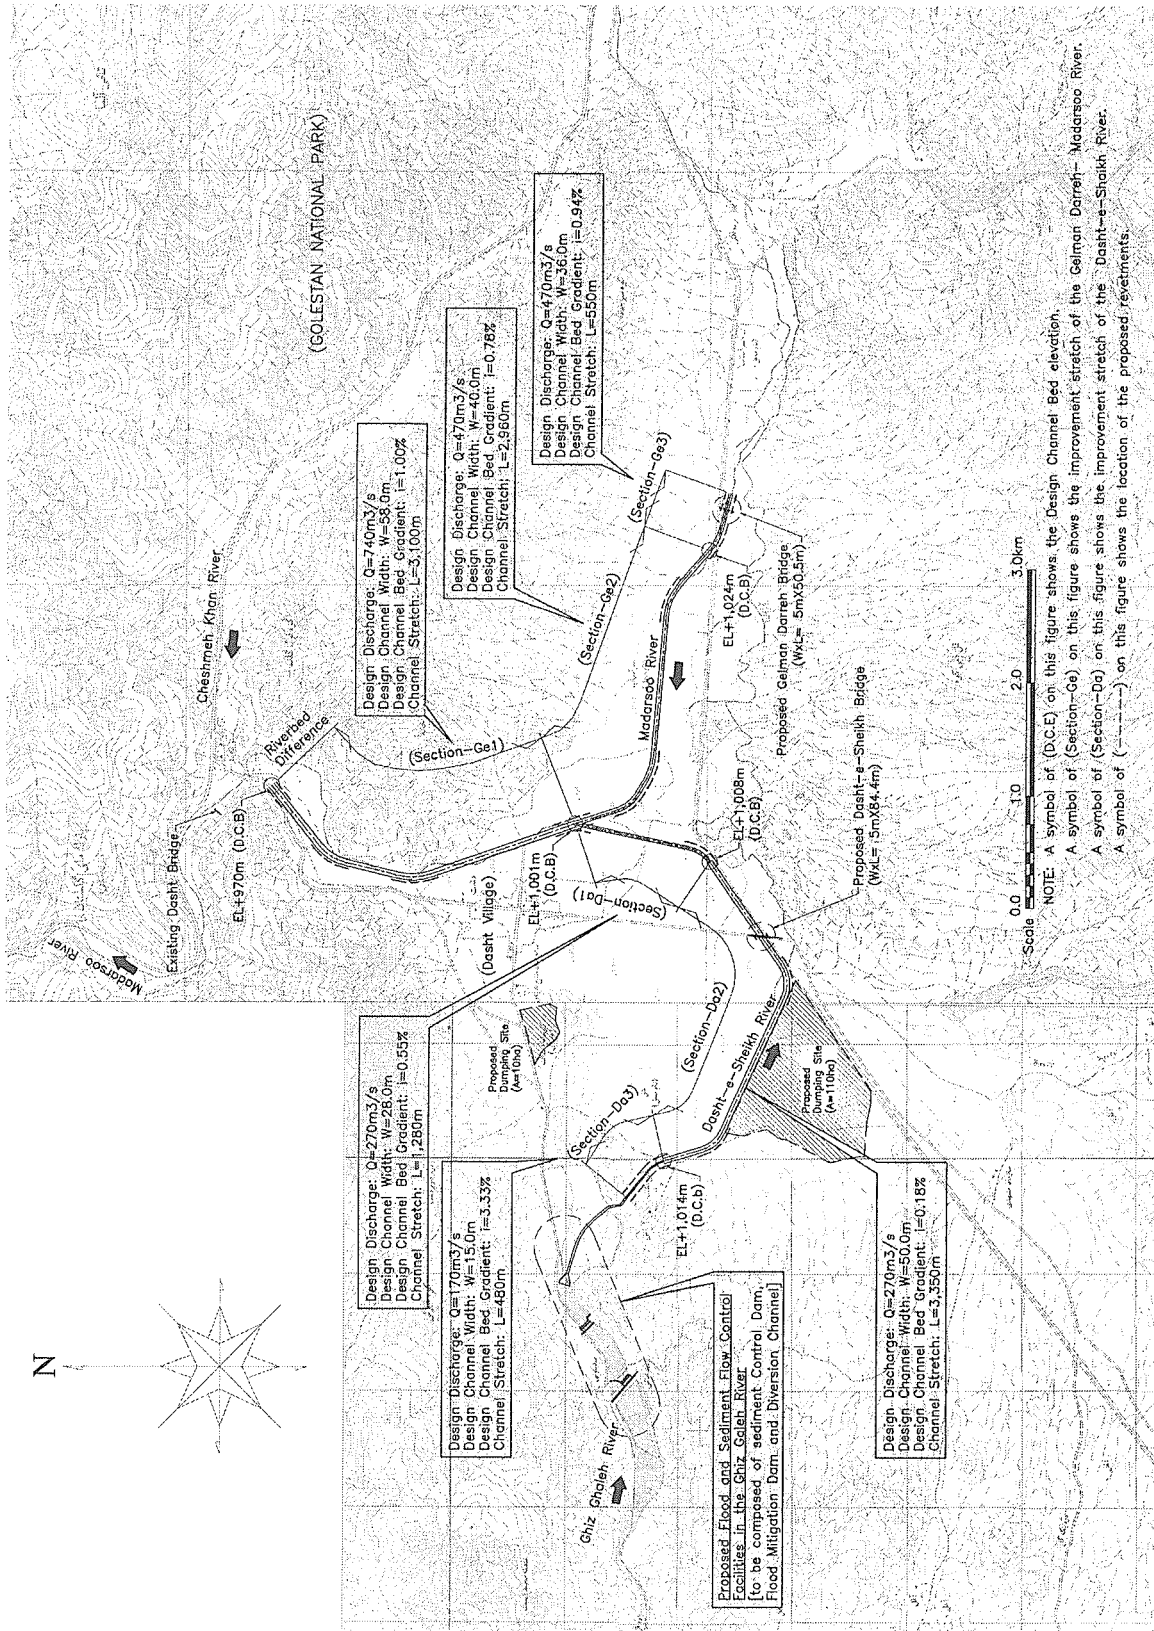 N
(GOLESTAN NATIONAL PARK)
Cheshmeh Khan River
Madarsoo River
Existing Dasht Bridge
EL+970m (D.C.B)
Riverbed
Difference
(Section-Ge1)
Design Discharge: Q=740m3/s
Design Channel Width: W=58.0m
Design Channel Bed Gradient: i=1.00%
Channel Stretch: L=3,100m
Design Discharge: Q=470m3/s
Design Channel Width: W=40.0m
Design Channel Bed Gradient: i=0.78%
Channel Stretch: L=2,960m
Design Discharge: Q=470m3/s
Design Channel Width: W=36.0m
Design Channel Bed Gradient: i=0.94%
Channel Stretch: L=550m
Design Discharge: Q=270m3/s
Design Channel Width: W=28.0m
Design Channel Bed Gradient: i=0.55%
Channel Stretch: L=1,280m
Design Discharge: Q=170m3/s
Design Channel Width: W=15.0m
Design Channel Bed Gradient: i=3.33%
Channel Stretch: L=480m
(Dasht Village)
Proposed
Dumping Site
(A=10ha)
EL+1,001m
(D.C.B)
(Section-Da1)
(Section-Ge2)
(Section-Ge3)
Madarsoo River
(Section-Da3)
(Section-Da2)
Dasht-e-Sheikh River
EL+1,014m
(D.C.b)
EL+1,008m
(D.C.B)
EL+1,024m
(D.C.B)
Proposed Gelman Darreh Bridge
(WxL= .5mX50.5m)
Proposed Dasht-e-Sheikh Bridge
(WxL= .5mX84.4m)
Proposed
Dumping Site
(A=110ha)
Ghiz Ghaleh River
Proposed Flood and Sediment Flow Control
Facilities in the Ghiz Galeh River
[to be composed of sediment Control Dam,
Flood Mitigation Dam and Diversion Channel]
Design Discharge: Q=270m3/s
Design Channel Width: W=50.0m
Design Channel Bed Gradient: i=0.18%
Channel Stretch: L=3,350m
Scale
0.0 1.0 2.0 3.0km
NOTE: A symbol of (D.C.E) on this figure shows the Design Channel Bed elevation.
A symbol of (Section-Ge) on this figure shows the improvement stretch of the Gelman Darreh- Madarsoo River.
A symbol of (Section-Da) on this figure shows the improvement stretch of the Dasht-e-Shaikh River.
A symbol of (------) on this figure shows the location of the proposed revetments.